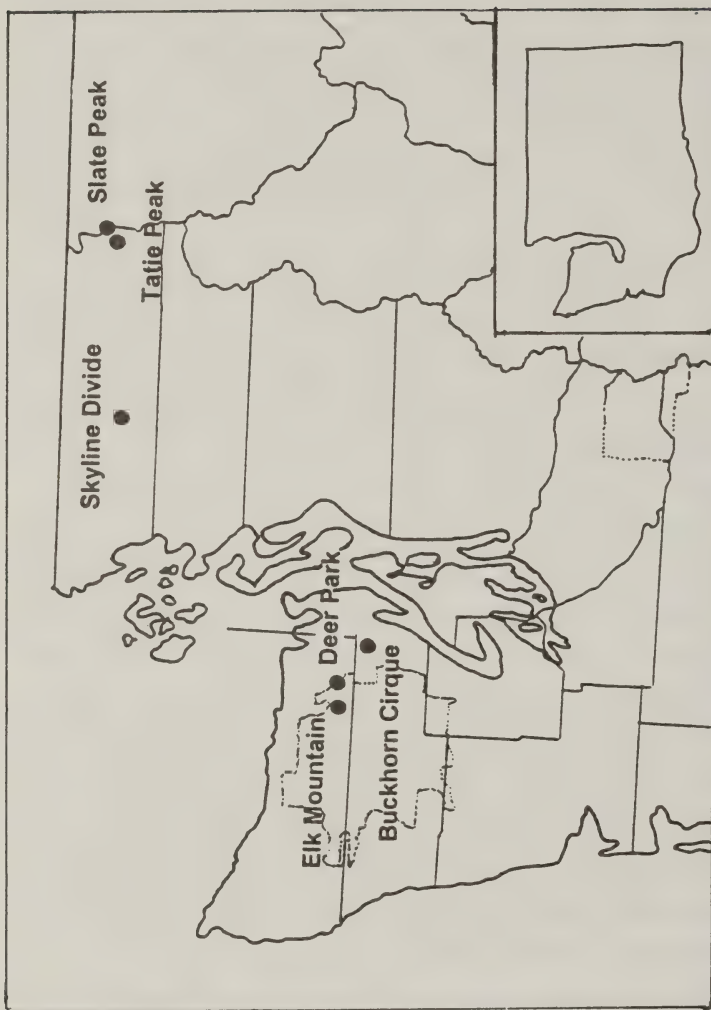 Slate Peak
Tatie Peak
Skyline Divide
Deer Park
Elk Mountain
Buckhorn Cirque